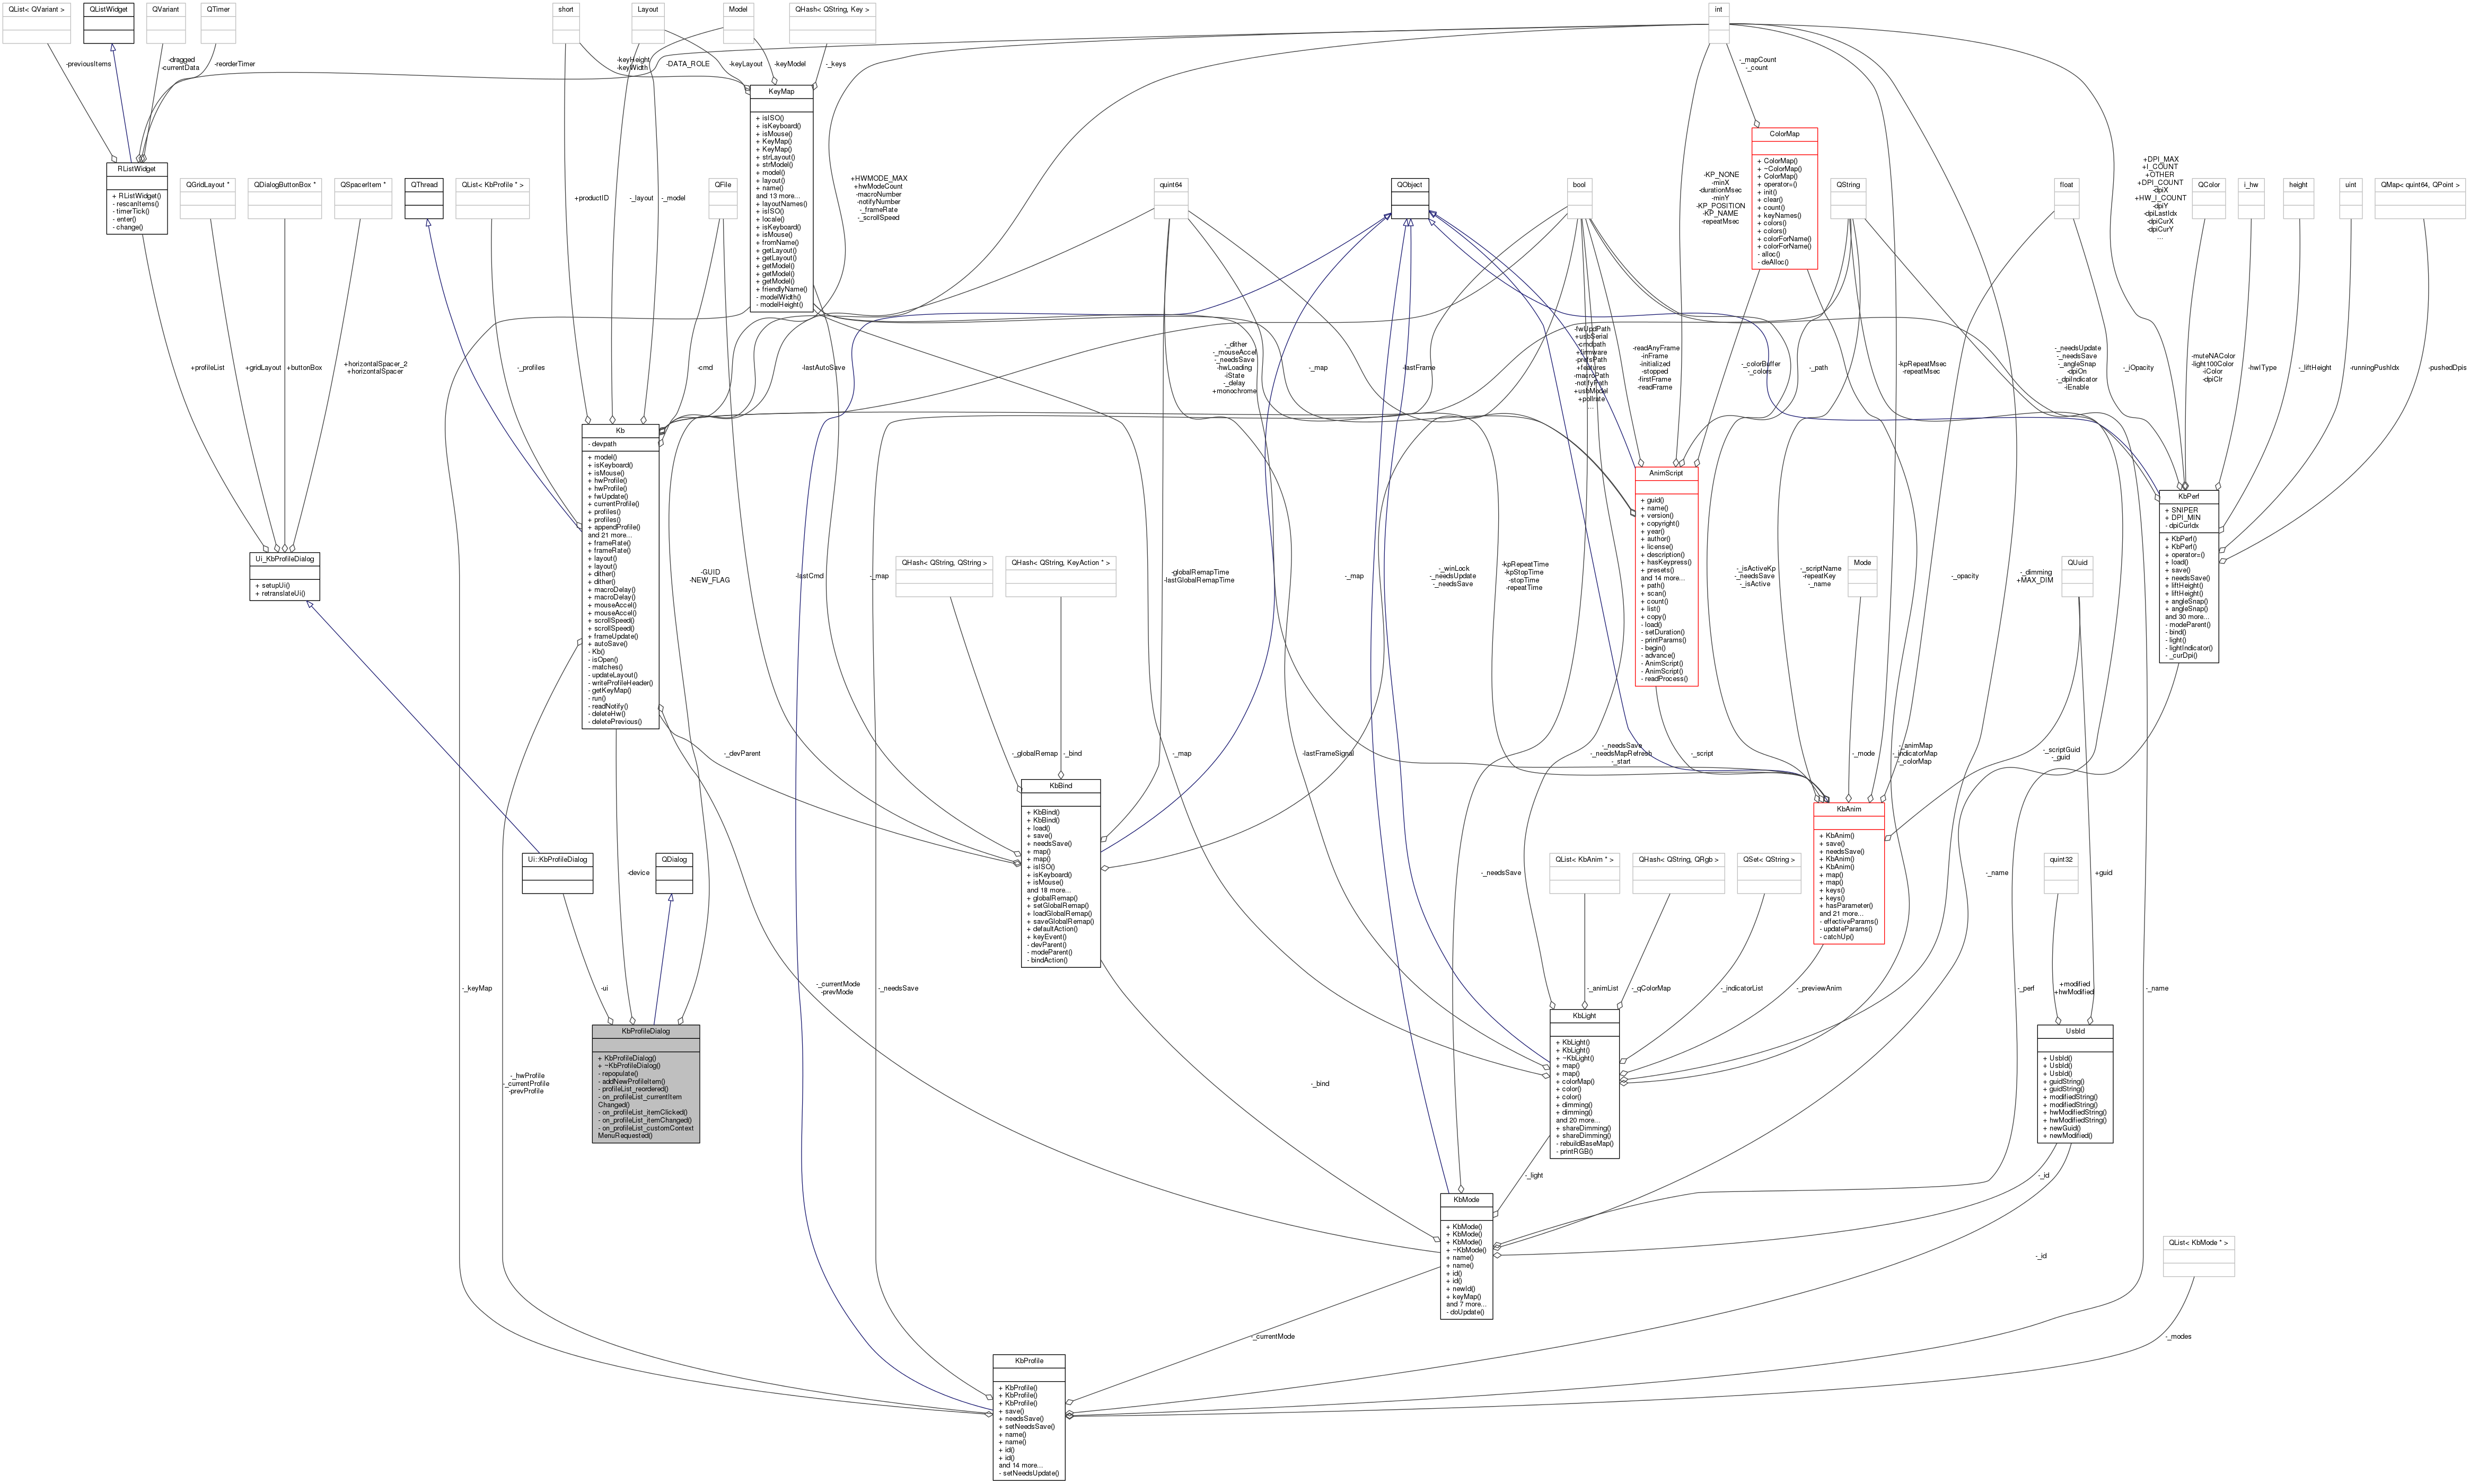 QList< QVariant >
QListWidget
QVariant
QTimer
short
Layout
Model
QHash< QString, Key >
int
-previousItems
-dragged
-currentData
-reorderTimer
-keyHeight
-keyWidth
-DATA_ROLE
-keyLayout
-keyModel
-_keys
-_mapCount
-_count
KeyMap
+ isISO()
+ isKeyboard()
+ isMouse()
+ KeyMap()
+ KeyMap()
+ strLayout()
+ strModel()
+ model()
+ layout()
+ name()
and 13 more...
+ layoutNames()
+ isISO()
+ locale()
+ isKeyboard()
+ isMouse()
+ fromName()
+ getLayout()
+ getLayout()
+ getModel()
+ getModel()
+ getModel()
+ friendlyName()
- modelWidth()
- modelHeight()
ColorMap
+ ColorMap()
+ ~ColorMap()
+ ColorMap()
+ operator=()
+ init()
+ clear()
+ count()
+ keyNames()
+ colors()
+ colors()
+ colorForName()
+ colorForName()
- alloc()
- deAlloc()
RListWidget
+ RListWidget()
- rescanItems()
- timerTick()
- enter()
- change()
QGridLayout *
QDialogButtonBox *
QSpacerItem *
QThread
QList< KbProfile * >
QFile
quint64
QObject
bool
QString
float
QColor
i_hw
height
uint
QMap< quint64, QPoint >
+productID
-_layout
-_model
+HWMODE_MAX
+hwModeCount
-macroNumber
-notifyNumber
-_frameRate
-_scrollSpeed
-KP_NONE
-minX
-durationMsec
-minY
-KP_POSITION
-KP_NAME
-repeatMsec
+DPI_MAX
+I_COUNT
+OTHER
+DPI_COUNT
-dpiX
+HW_I_COUNT
-dpiY
-dpiLastIdx
-dpiCurX
-dpiCurY
...
+profileList
+gridLayout
+buttonBox
+horizontalSpacer_2
+horizontalSpacer
-_profiles
-cmd
-lastAutoSave
-_dither
-_mouseAccel
-_needsSave
-hwLoading
-iState
-_delay
+monochrome
-_map
-lastFrame
-fwUpdPath
+usbSerial
-cmdpath
+firmware
-prefsPath
+features
-macroPath
-notifyPath
+usbModel
+pollrate
...
-readAnyFrame
-inFrame
-initialized
-stopped
-firstFrame
-readFrame
-_colorBuffer
-_colors
-_path
-kpRepeatMsec
-repeatMsec
-_needsUpdate
-_needsSave
-_angleSnap
-dpiOn
-_dpiIndicator
-iEnable
-_iOpacity
-muteNAColor
-light100Color
-iColor
-dpiClr
-hwIType
-_liftHeight
-runningPushIdx
-pushedDpis
Kb
- devpath
+ model()
+ isKeyboard()
+ isMouse()
+ hwProfile()
+ hwProfile()
+ fwUpdate()
+ currentProfile()
+ profiles()
+ profiles()
+ appendProfile()
and 21 more...
+ frameRate()
+ frameRate()
+ layout()
+ layout()
+ dither()
+ dither()
+ macroDelay()
+ macroDelay()
+ mouseAccel()
+ mouseAccel()
+ scrollSpeed()
+ scrollSpeed()
+ frameUpdate()
+ autoSave()
- Kb()
- isOpen()
- matches()
- updateLayout()
- writeProfileHeader()
- getKeyMap()
- run()
- readNotify()
- deleteHw()
- deletePrevious()
AnimScript
+ guid()
+ name()
+ version()
+ copyright()
+ year()
+ author()
+ license()
+ description()
+ hasKeypress()
+ presets()
and 14 more...
+ path()
+ scan()
+ count()
+ list()
+ copy()
- load()
- setDuration()
- printParams()
- begin()
- advance()
- AnimScript()
- AnimScript()
- readProcess()
KbPerf
+ SNIPER
+ DPI_MIN
- dpiCurIdx
+ KbPerf()
+ KbPerf()
+ operator=()
+ load()
+ save()
+ needsSave()
+ liftHeight()
+ liftHeight()
+ angleSnap()
+ angleSnap()
and 30 more...
- modeParent()
- bind()
- light()
- lightIndicator()
- _curDpi()
Ui_KbProfileDialog
+ setupUi()
+ retranslateUi()
QHash< QString, QString >
QHash< QString, KeyAction * >
Mode
QUuid
-GUID
-NEW_FLAG
-lastCmd
-_map
-globalRemapTime
-lastGlobalRemapTime
-_map
-_winLock
-_needsUpdate
-_needsSave
-kpRepeatTime
-kpStopTime
-stopTime
-repeatTime
-_isActiveKp
-_needsSave
-_isActive
-_scriptName
-repeatKey
-_name
-_opacity
-_dimming
+MAX_DIM
-_devParent
-_globalRemap
-_bind
-_map
-lastFrameSignal
-_needsSave
-_needsMapRefresh
-_start
-_script
-_mode
-_animMap
-_indicatorMap
-_colorMap
-_scriptGuid
-_guid
KbBind
+ KbBind()
+ KbBind()
+ load()
+ save()
+ needsSave()
+ map()
+ map()
+ isISO()
+ isKeyboard()
+ isMouse()
and 18 more...
+ globalRemap()
+ setGlobalRemap()
+ loadGlobalRemap()
+ saveGlobalRemap()
+ defaultAction()
+ keyEvent()
- devParent()
- modeParent()
- bindAction()
KbAnim
+ KbAnim()
+ save()
+ needsSave()
+ KbAnim()
+ KbAnim()
+ map()
+ map()
+ keys()
+ keys()
+ hasParameter()
and 21 more...
- effectiveParams()
- updateParams()
- catchUp()
Ui::KbProfileDialog
QDialog
QList< KbAnim * >
QHash< QString, QRgb >
QSet< QString >
quint32
-device
-_needsSave
-_name
+guid
-_keyMap
-ui
-_currentMode
-prevMode
-_needsSave
-_animList
-_qColorMap
-_indicatorList
-_previewAnim
-_perf
+modified
+hwModified
-_name
KbProfileDialog
+ KbProfileDialog()
+ ~KbProfileDialog()
- repopulate()
- addNewProfileItem()
- profileList_reordered()
- on_profileList_currentItem
Changed()
- on_profileList_itemClicked()
- on_profileList_itemChanged()
- on_profileList_customContext
MenuRequested()
KbLight
+ KbLight()
+ KbLight()
+ ~KbLight()
+ map()
+ map()
+ colorMap()
+ color()
+ color()
+ dimming()
+ dimming()
and 20 more...
+ shareDimming()
+ shareDimming()
- rebuildBaseMap()
- printRGB()
UsbId
+ UsbId()
+ UsbId()
+ UsbId()
+ guidString()
+ guidString()
+ modifiedString()
+ modifiedString()
+ hwModifiedString()
+ hwModifiedString()
+ newGuid()
+ newModified()
-_hwProfile
-_currentProfile
-prevProfile
-_bind
-_light
-_id
KbMode
+ KbMode()
+ KbMode()
+ KbMode()
+ ~KbMode()
+ name()
+ name()
+ id()
+ id()
+ newId()
+ keyMap()
and 7 more...
- doUpdate()
QList< KbMode * >
-_id
-_currentMode
-_modes
KbProfile
+ KbProfile()
+ KbProfile()
+ KbProfile()
+ save()
+ needsSave()
+ setNeedsSave()
+ name()
+ name()
+ id()
+ id()
and 14 more...
- setNeedsUpdate()